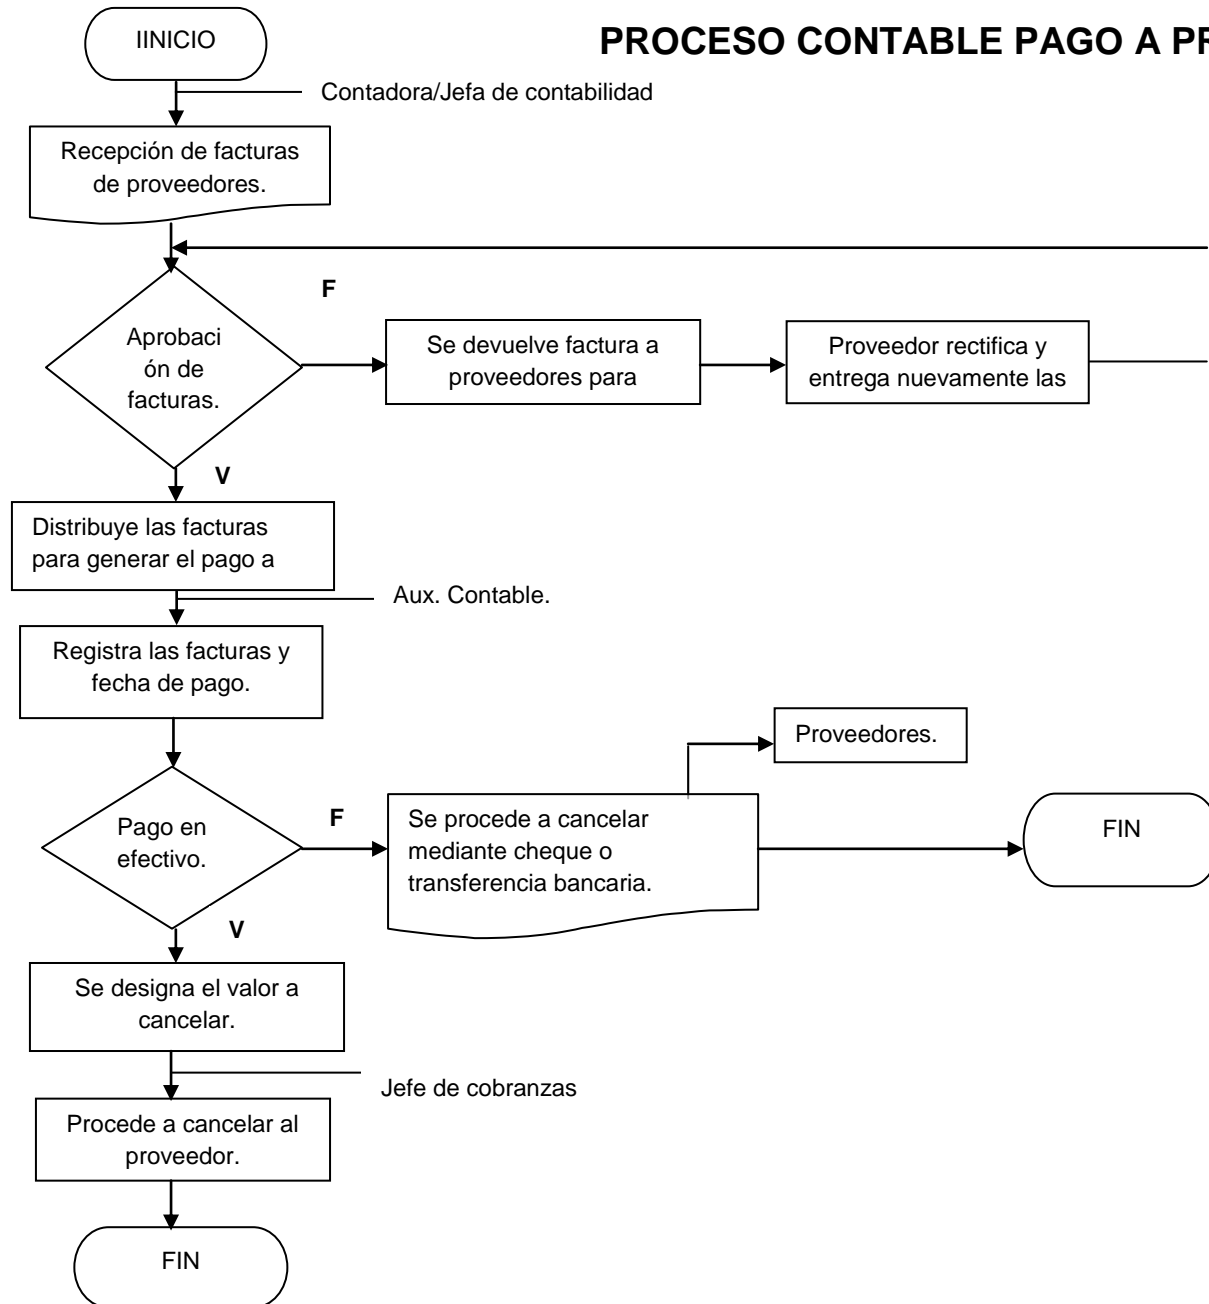 IINICIO
PROCESO CONTABLE PAGO A PR
Contadora/Jefa de contabilidad
Recepción de facturas
de proveedores.
F
Aprobaci
ón de
facturas.
Se devuelve factura a
proveedores para
Proveedor rectifica y
entrega nuevamente las
V
Distribuye las facturas
para generar el pago a
Aux. Contable.
Registra las facturas y
fecha de pago.
Proveedores.
Pago en
efectivo.
F
Se procede a cancelar
mediante cheque o
transferencia bancaria.
FIN
V
Se designa el valor a
cancelar.
Jefe de cobranzas
Procede a cancelar al
proveedor.
FIN